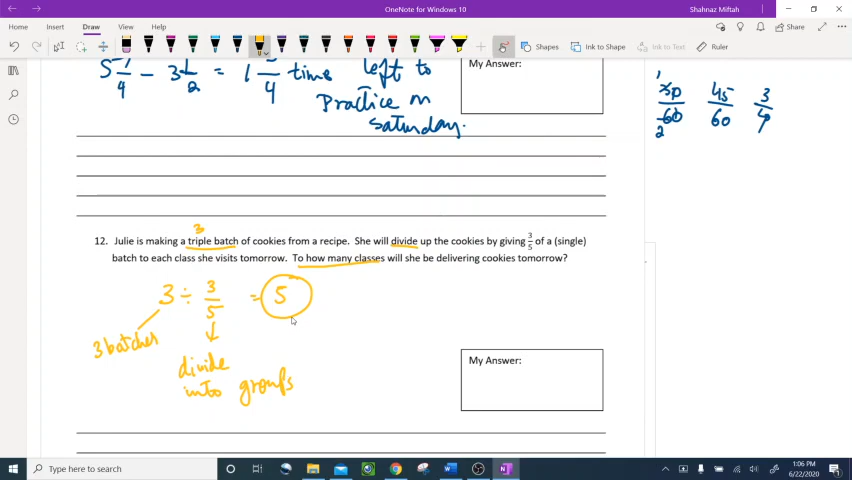 OneNote for Windows 10
Shahnaz Miftah
Home
Insert
Draw
View
Help
Share
Shapes
Ink to Shape
Ink to Text
Ruler
- 3 1/2 = 1 3/4 time left to
Practice on
Saturday.
My Answer:
45/60
3/4
3
12. Julie is making a triple batch of cookies from a recipe. She will divide up the cookies by giving 3/5 of a (single)
batch to each class she visits tomorrow. To how many classes will she be delivering cookies tomorrow?
3 ÷ 3/5 = 5
3 batches
divide
into groups
My Answer:
Type here to search
1:06 PM
6/22/2020